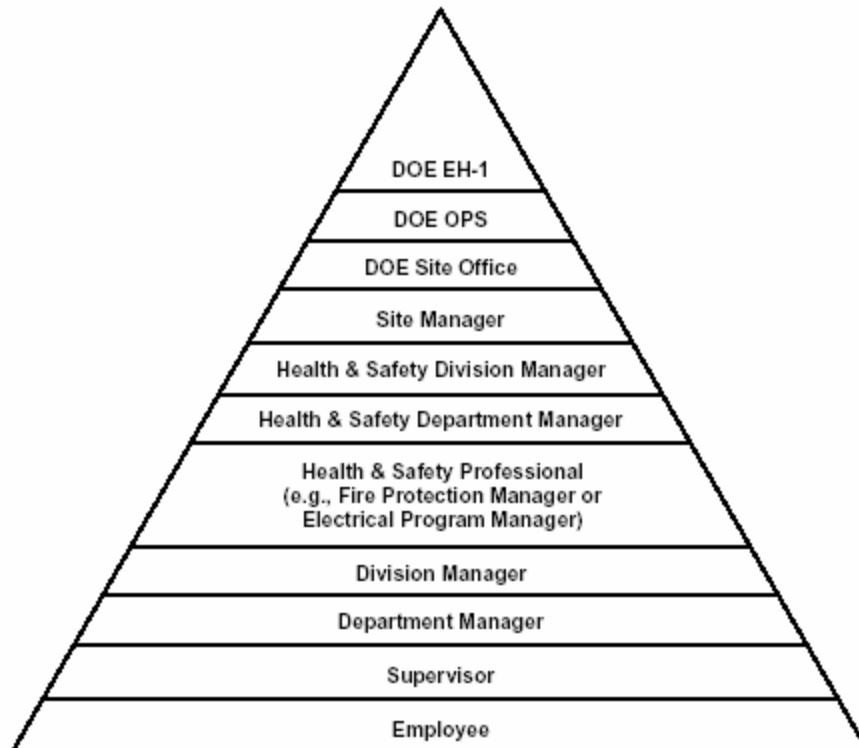 DOE EH-1
DOE OPS
DOE Site Office
Site Manager
Health & Safety Division Manager
Health & Safety Department Manager
Health & Safety Professional
(e.g., Fire Protection Manager or
Electrical Program Manager)
Division Manager
Department Manager
Supervisor
Employee